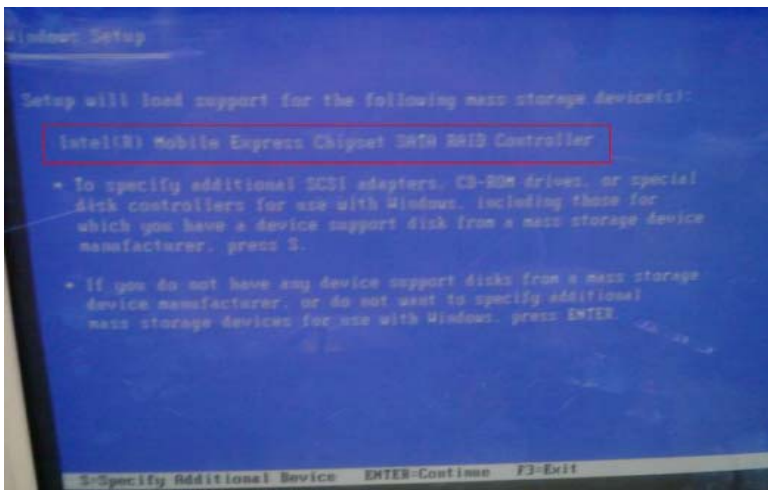 Windows Setup
Setup will load support for the following mass storage device(s):
Intel(R) Mobile Express Chipset SATA RAID Controller
* To specify additional SCSI adapters, CD-ROM drives, or special
disk controllers for use with Windows, including those for
which you have a device support disk from a mass storage device
manufacturer, press S.
* If you do not have any device support disks from a mass storage
device manufacturer, or do not want to specify additional
mass storage devices for use with Windows, press ENTER.
S=Specify Additional Device ENTER=Continue F3=Exit